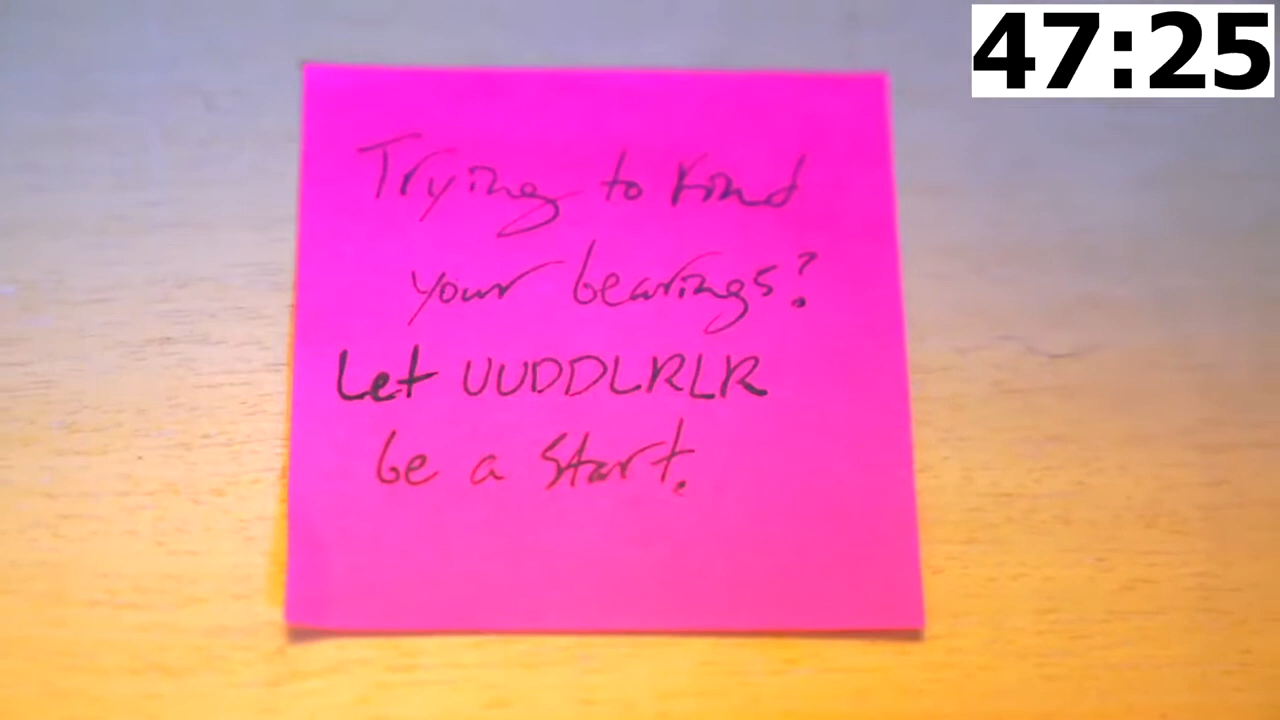 47:25
Trying to Find
your bearings?
Let UUDDLRLR
be a start.